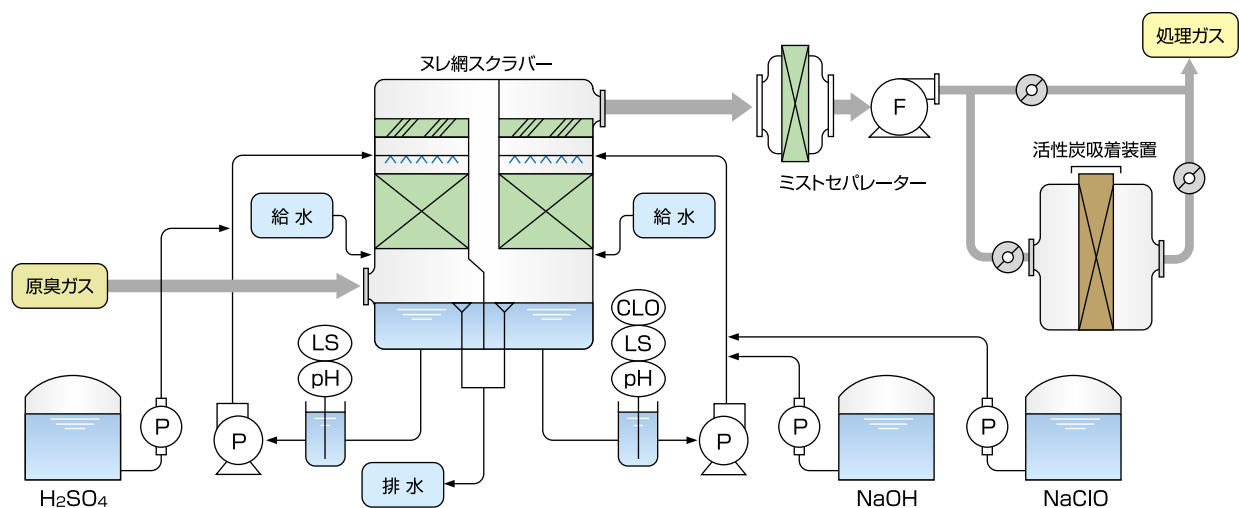 処理ガス
ヌレ網スクラバー
F
活性炭吸着装置
ミストセパレーター
給水
給水
原臭ガス
CLO
LS
pH
LS
pH
P
P
P
P
P
排水
H₂SO₄
NaOH
NaClO